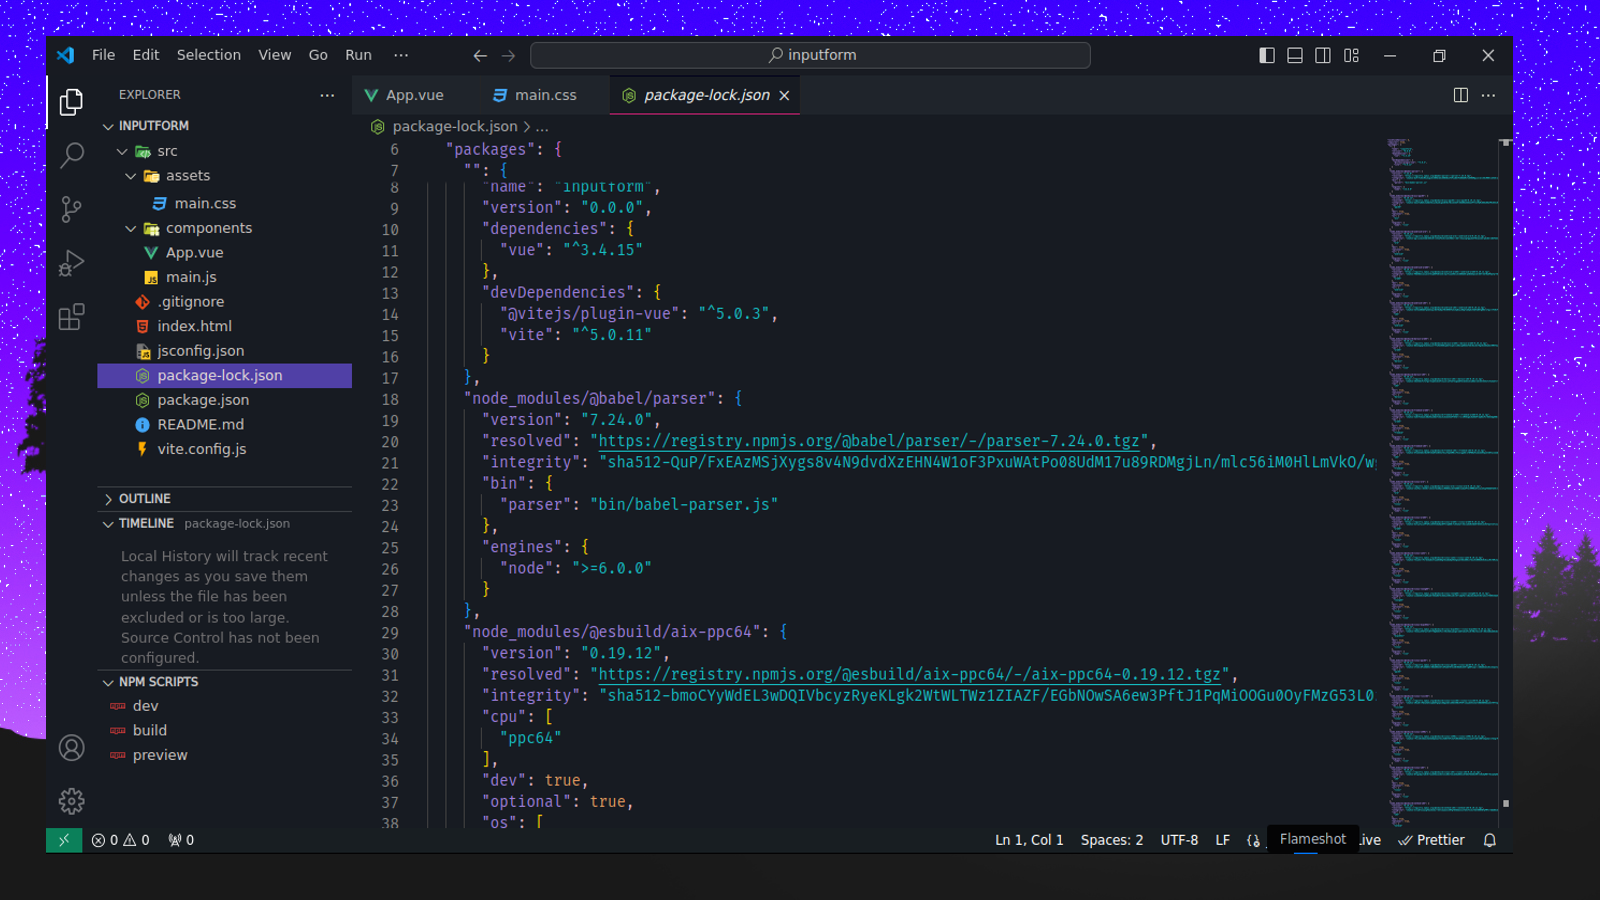 File Edit Selection View Go Run ···
inputform
EXPLORER
App.vue
main.css
package-lock.json
package-lock.json > ...
INPUTFORM
src
assets
main.css
components
App.vue
main.js
.gitignore
index.html
jsconfig.json
package-lock.json
package.json
README.md
vite.config.js
OUTLINE
TIMELINE package-lock.json
Local History will track recent
changes as you save them
unless the file has been
excluded or is too large.
Source Control has not been
configured.
NPM SCRIPTS
dev
build
preview
6 "packages": {
7 "": {
8 "name": "inputform",
9 "version": "0.0.0",
10 "dependencies": {
11 "vue": "^3.4.15"
12 },
13 "devDependencies": {
14 "@vitejs/plugin-vue": "^5.0.3",
15 "vite": "^5.0.11"
16 }
17 },
18 "node_modules/@babel/parser": {
19 "version": "7.24.0",
20 "resolved": "https://registry.npmjs.org/@babel/parser/-/parser-7.24.0.tgz",
21 "integrity": "sha512-QuP/FxEAzMSjXygs8v4N9dvdXzEHN4W1oF3PxuWAtPo08UdM17u89RDMgjLn/mlc56iM0HlLmVkO/w
22 "bin": {
23 "parser": "bin/babel-parser.js"
24 },
25 "engines": {
26 "node": ">=6.0.0"
27 }
28 },
29 "node_modules/@esbuild/aix-ppc64": {
30 "version": "0.19.12",
31 "resolved": "https://registry.npmjs.org/@esbuild/aix-ppc64/-/aix-ppc64-0.19.12.tgz",
32 "integrity": "sha512-bmoCYyWdEL3wDQIVbcyzRyeKLgk2WtWLTWz1ZIAZF/EGbNOwSA6ew3PftJ1PqMiOOGu0OyFMzG53L0
33 "cpu": [
34 "ppc64"
35 ],
36 "dev": true,
37 "optional": true,
38 "os": [
0 0 0
Ln 1, Col 1 Spaces: 2 UTF-8 LF Flameshot ive Prettier